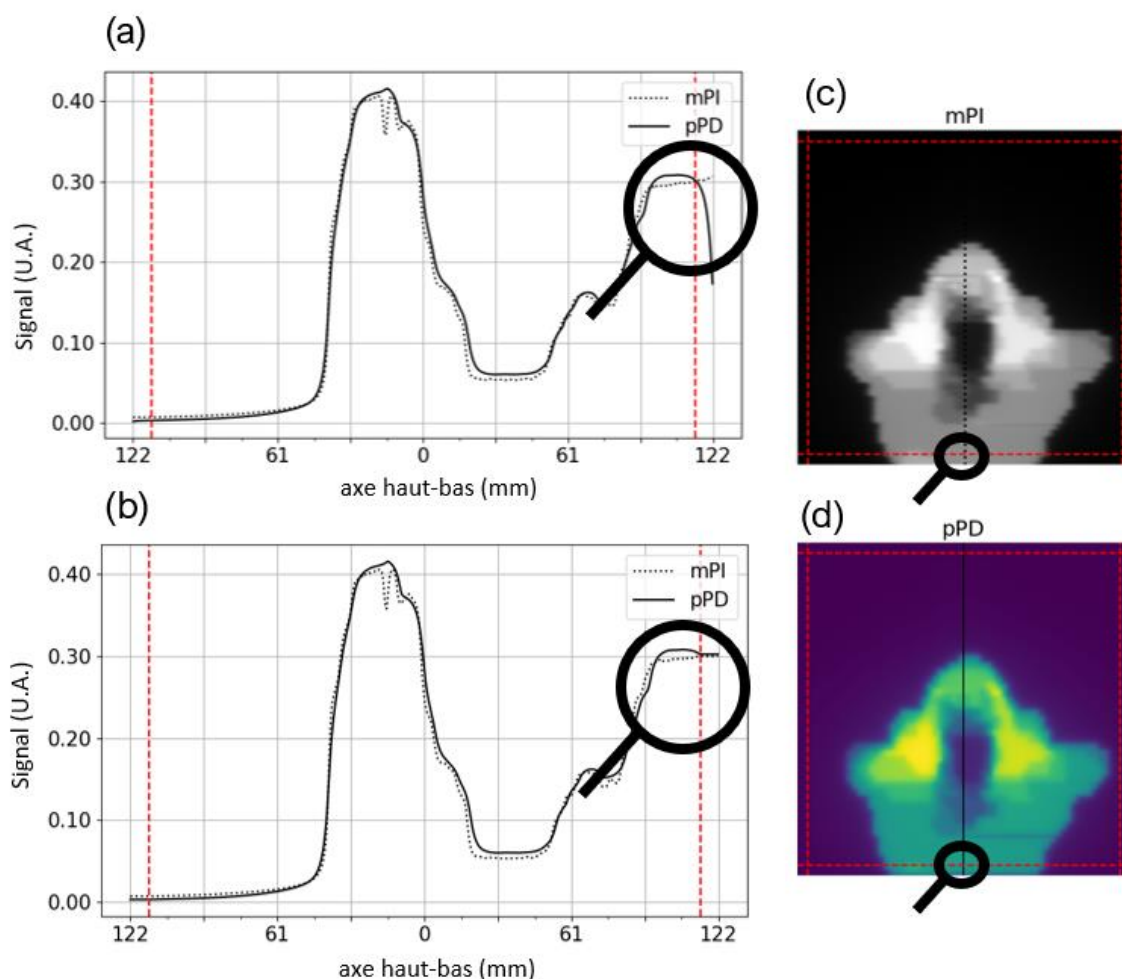 (a)
mPI
pPD
0.40
0.30
0.20
0.10
0.00
Signal (U.A.)
122 61 0 61 122
axe haut-bas (mm)
(b)
mPI
pPD
0.40
0.30
0.20
0.10
0.00
Signal (U.A.)
122 61 0 61 122
axe haut-bas (mm)
(c)
mPI
(d)
pPD